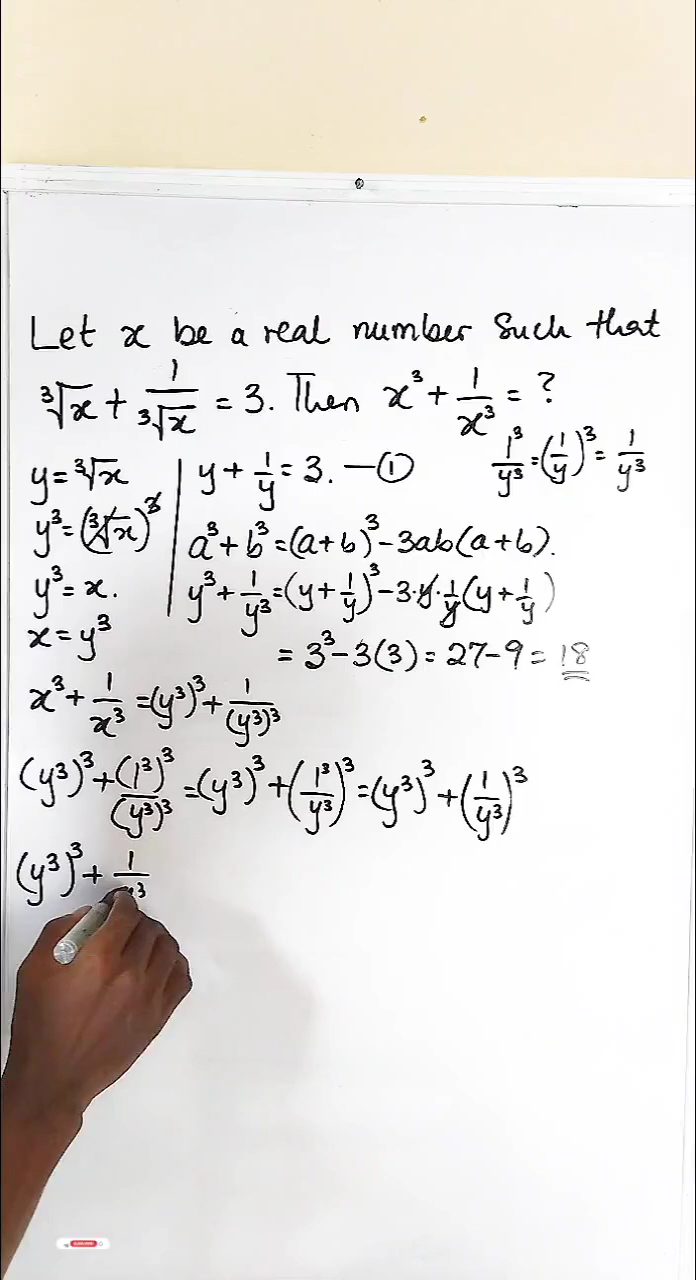 Let x be a real number such that
∛x + 1/∛x = 3. Then x³ + 1/x³ = ?
1³/y³ = (1/y)³ = 1/y³
y = ∛x | y + 1/y = 3. —①
y³ = (∛x)³ | a³ + b³ = (a + b)³ - 3ab(a + b).
y³ = x. | y³ + 1/y³ = (y + 1/y)³ - 3·y·1/y(y + 1/y)
x = y³ = 3³ - 3(3) = 27 - 9 = 18
x³ + 1/x³ = (y³)³ + 1/(y³)³
(y³)³ + (1³)³/(y³)³ = (y³)³ + (1³/y³)³ = (y³)³ + (1/y³)³
(y³)³ + 1/